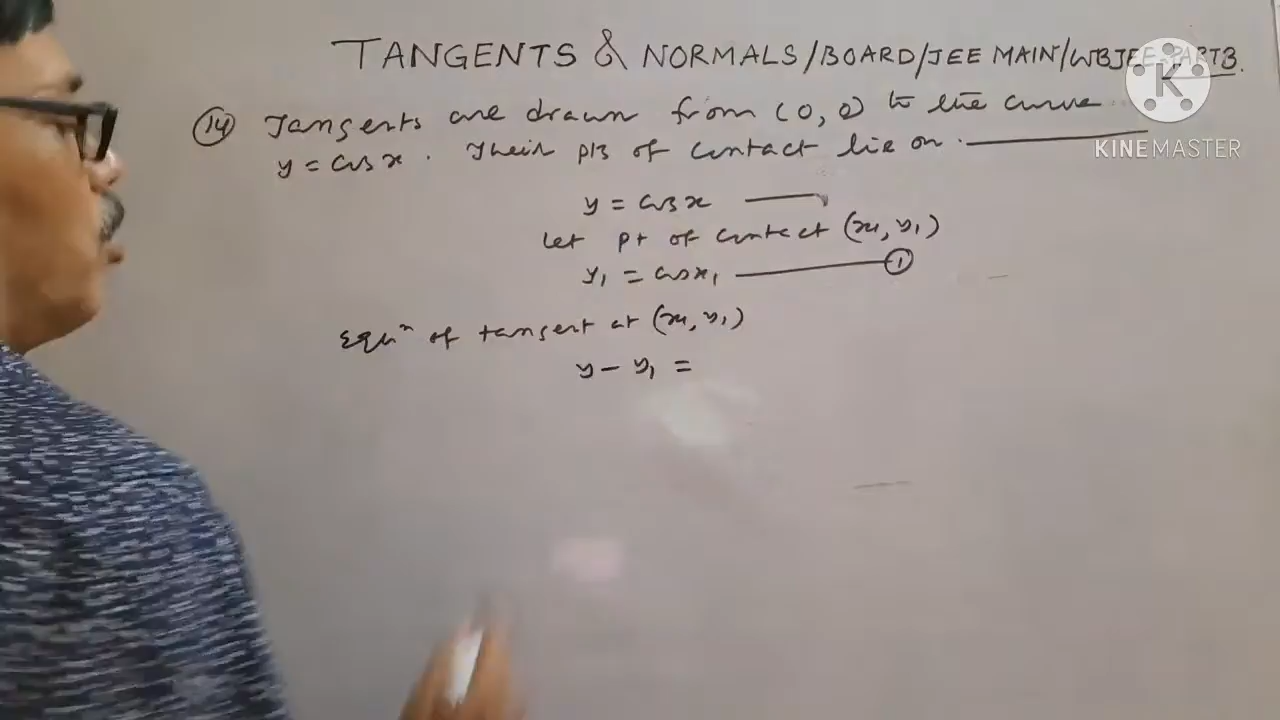 TANGENTS & NORMALS/BOARD/JEE MAIN/WBJEE PART3.
(14) Tangents are drawn from (0, 0) to the curve
y = cos x . Their pts of contact lie on .
y = cos x
Let pt of contact (x₁, y₁)
y₁ = cos x₁ (1)
Equⁿ of tangent at (x₁, y₁)
y - y₁ =
K
KINEMASTER